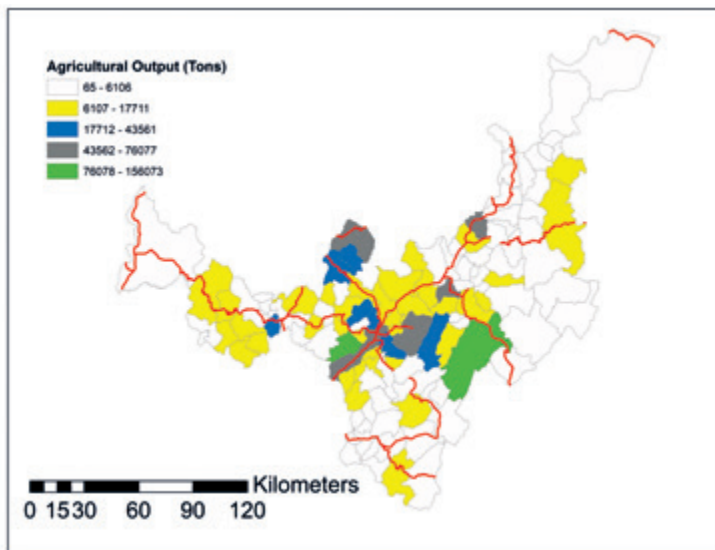 Agricultural Output (Tons)
65 - 6106
6107 - 17711
17712 - 43561
43562 - 76077
76078 - 156073
Kilometers
0 15 30 60 90 120